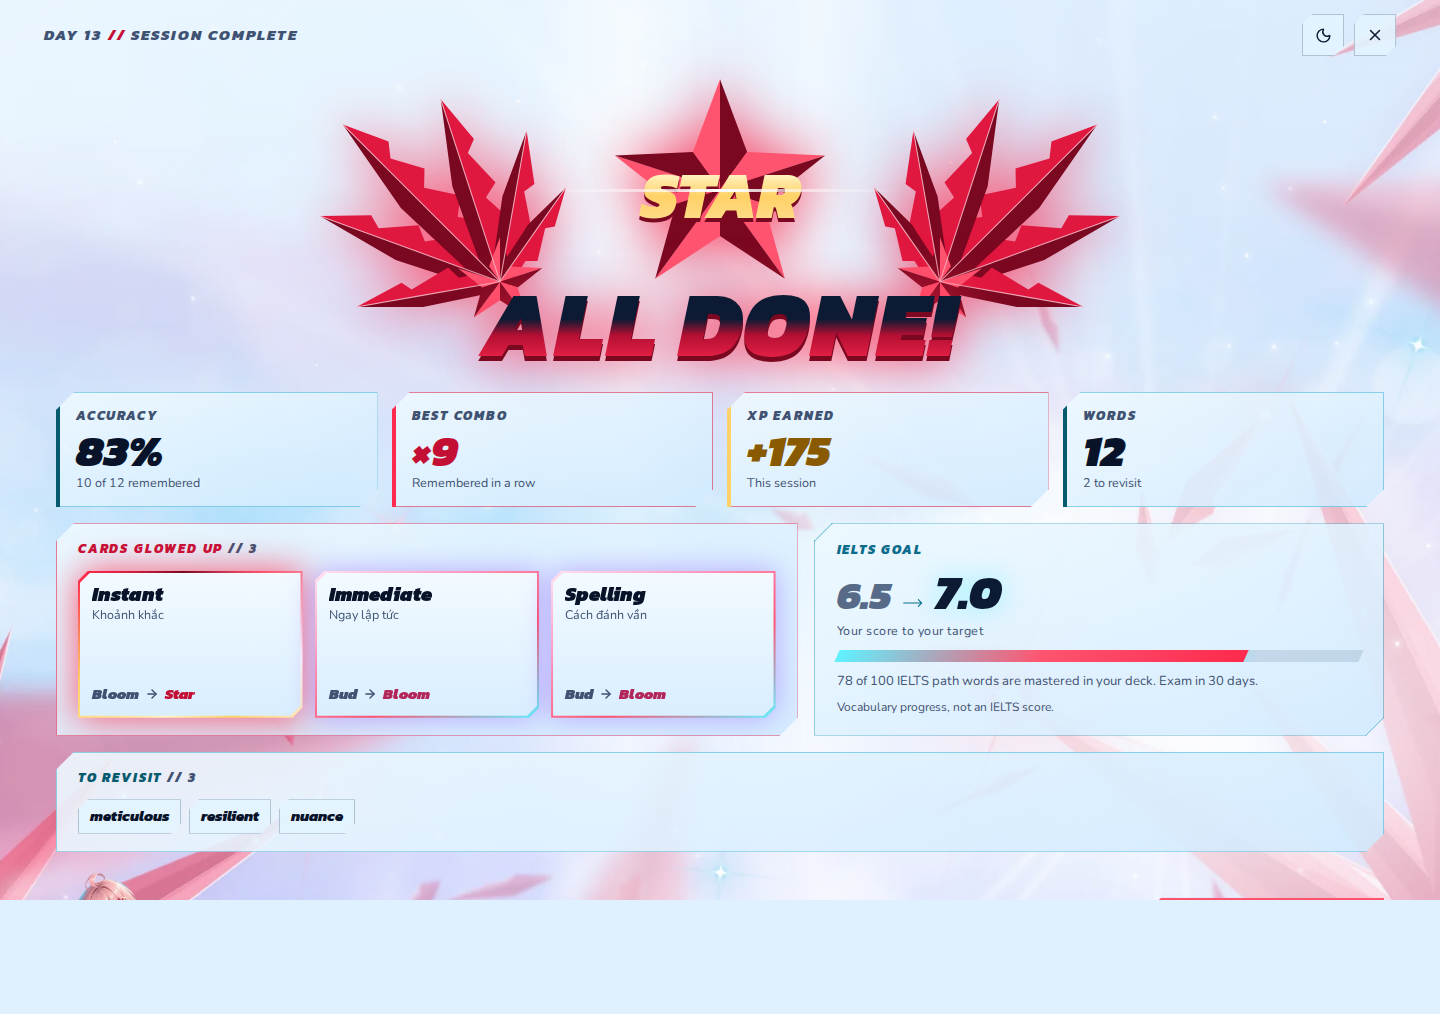 DAY 13 // SESSION COMPLETE
STAR
ALL DONE!
ACCURACY
83%
10 of 12 remembered
BEST COMBO
×9
Remembered in a row
XP EARNED
+175
This session
WORDS
12
2 to revisit
CARDS GLOWED UP // 3
Instant
Khoảnh khắc
Bloom → Star
Immediate
Ngay lập tức
Bud → Bloom
Spelling
Cách đánh vần
Bud → Bloom
IELTS GOAL
6.5 → 7.0
Your score to your target
78 of 100 IELTS path words are mastered in your deck. Exam in 30 days.
Vocabulary progress, not an IELTS score.
TO REVISIT // 3
meticulous
resilient
nuance